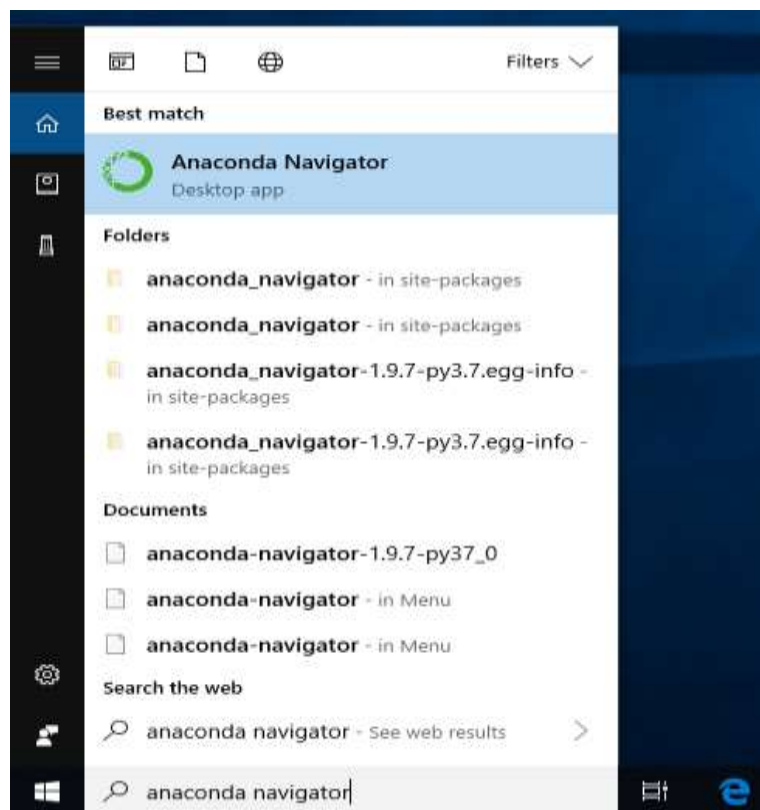 Filters
Best match
Anaconda Navigator
Desktop app
Folders
anaconda_navigator - in site-packages
anaconda_navigator - in site-packages
anaconda_navigator-1.9.7-py3.7.egg-info -
in site-packages
anaconda_navigator-1.9.7-py3.7.egg-info -
in site-packages
Documents
anaconda-navigator-1.9.7-py37_0
anaconda-navigator - in Menu
anaconda-navigator - in Menu
Search the web
anaconda navigator - See web results
anaconda navigator